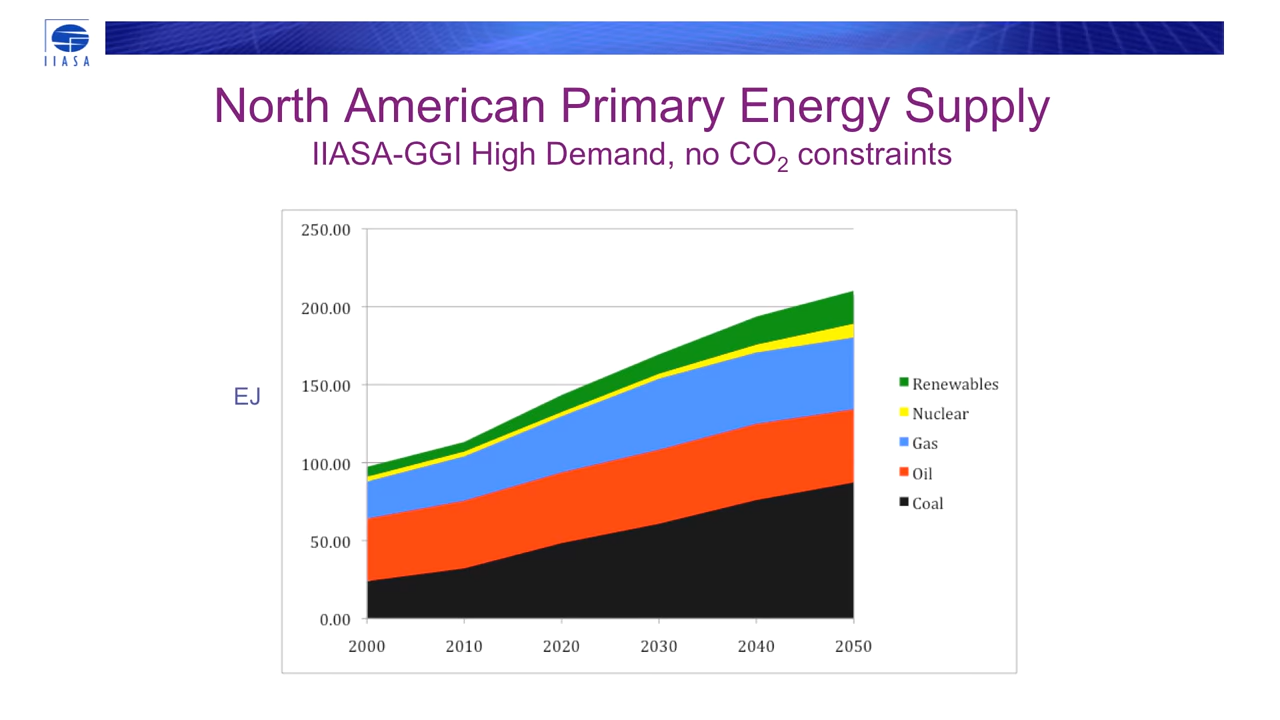 IIASA
North American Primary Energy Supply
IIASA-GGI High Demand, no CO₂ constraints
250.00
200.00
150.00
100.00
50.00
0.00
EJ
2000 2010 2020 2030 2040 2050
Renewables
Nuclear
Gas
Oil
Coal